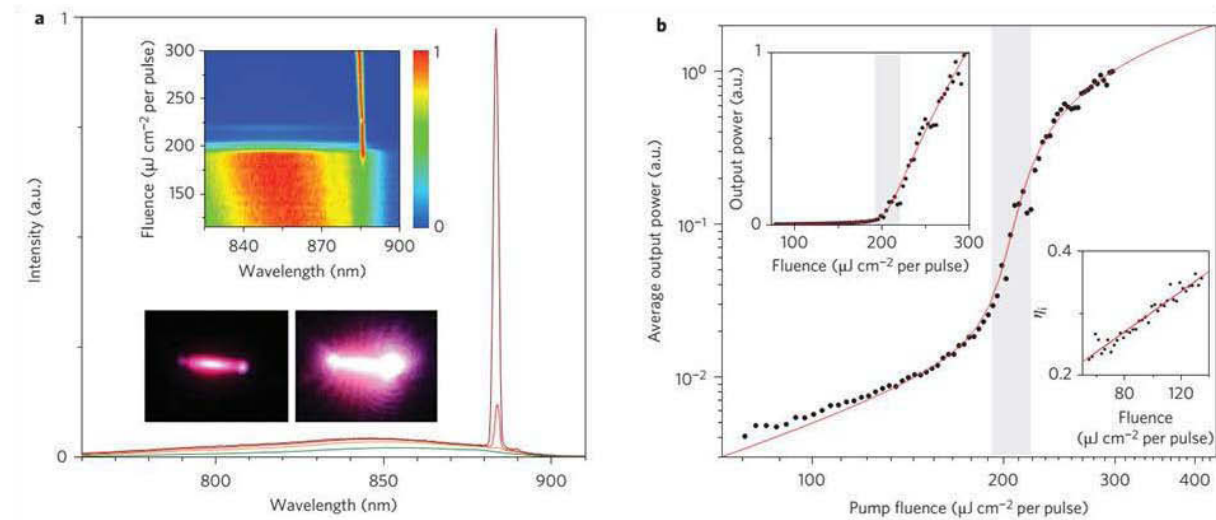 a
1
Intensity (a.u.)
0
800
850
900
Wavelength (nm)
Fluence (μJ cm−2 per pulse)
300
250
200
150
840
870
900
Wavelength (nm)
1
0
b
Average output power (a.u.)
10^0
10^−1
10^−2
100
200
300
400
Pump fluence (μJ cm−2 per pulse)
Output power (a.u.)
1
0
100
200
300
Fluence (μJ cm−2 per pulse)
ηi
0.4
0.2
80
120
Fluence
(μJ cm−2 per pulse)